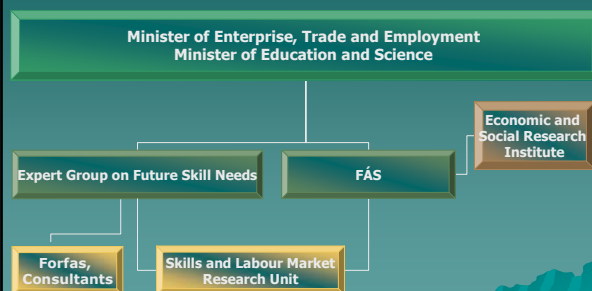 Minister of Enterprise, Trade and Employment
Minister of Education and Science
Economic and
Social Research
Institute
Expert Group on Future Skill Needs
FÁS
Forfas,
Consultants
Skills and Labour Market
Research Unit